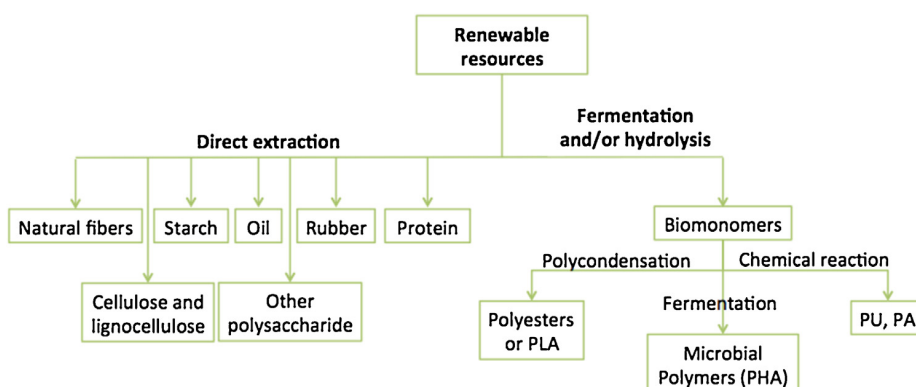 Renewable
resources
Fermentation
and/or hydrolysis
Direct extraction
Natural fibers
Starch
Oil
Rubber
Protein
Biomonomers
Polycondensation
Chemical reaction
Cellulose and
lignocellulose
Other
polysaccharide
Fermentation
Polyesters
or PLA
PU, PA
Microbial
Polymers (PHA)